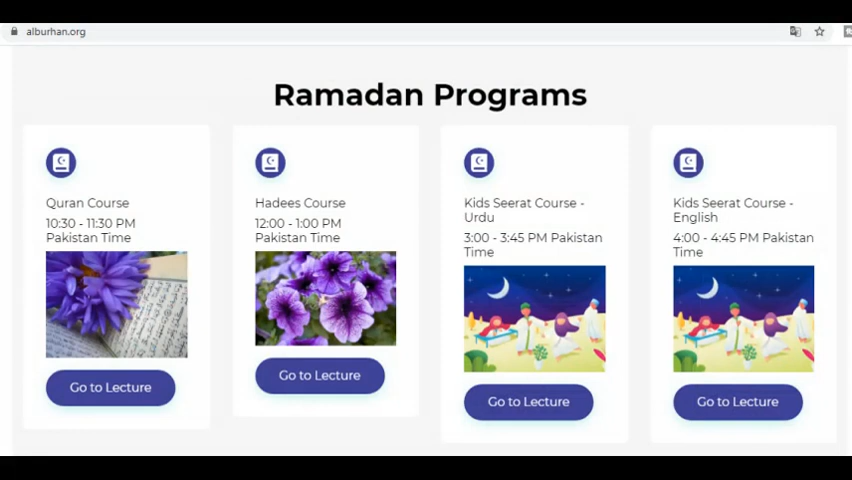 alburhan.org
Ramadan Programs
Quran Course
10:30 - 11:30 PM
Pakistan Time
Go to Lecture
Hadees Course
12:00 - 1:00 PM
Pakistan Time
Go to Lecture
Kids Seerat Course -
Urdu
3:00 - 3:45 PM Pakistan
Time
Go to Lecture
Kids Seerat Course -
English
4:00 - 4:45 PM Pakistan
Time
Go to Lecture